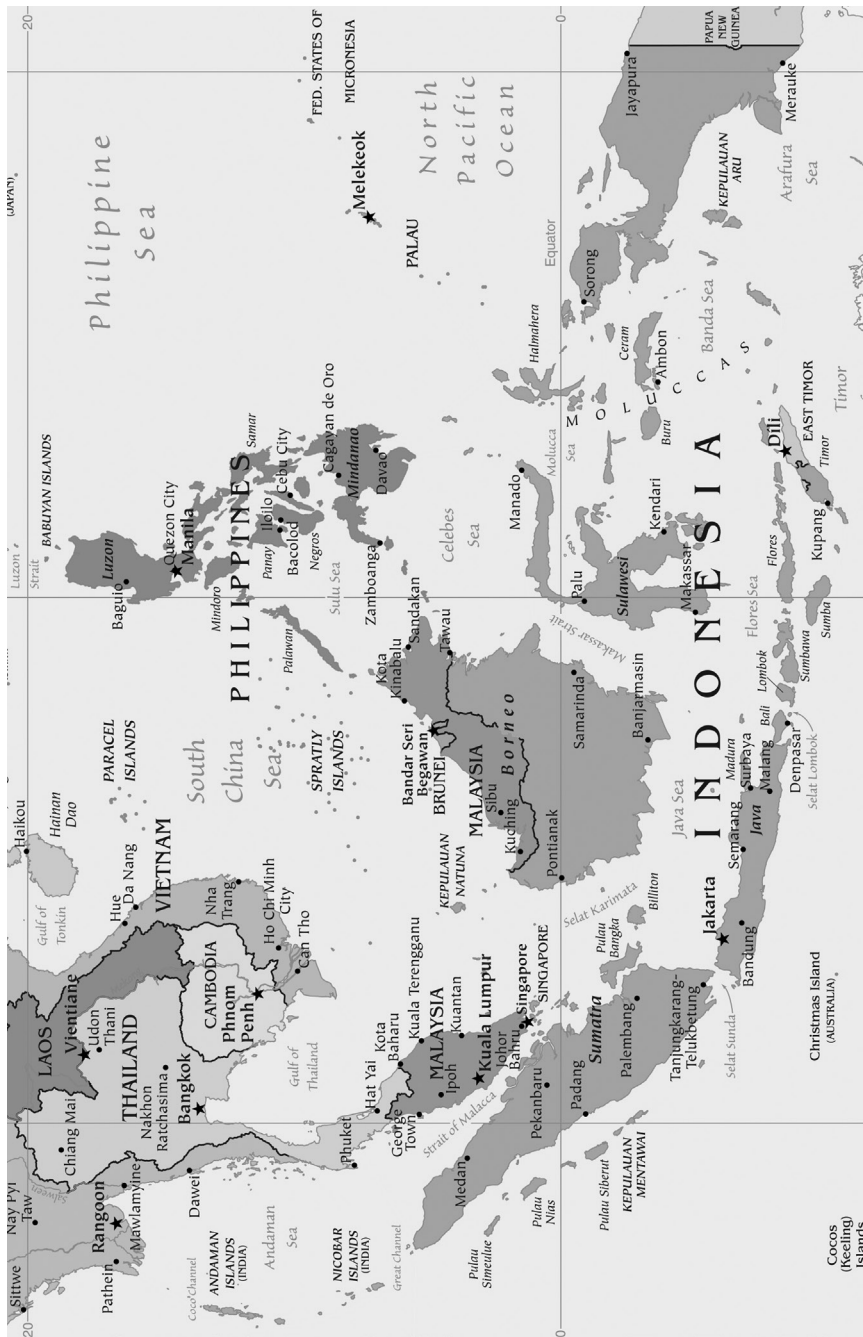 20
Sittwe
Nay Pyi
Taw
Salween
Chiang Mai
LAOS
Gulf of
Tonkin
Haikou
Hainan
Dao
Luzon
Strait
BABUYAN ISLANDS
(JAPAN)
20
Pathein
Rangoon
Mawlamyine
Vientiane
Udon
Thani
THAILAND
Nakhon
Ratchasima
Hue
Da Nang
VIETNAM
PARACEL
ISLANDS
Baguio
Luzon
Quezon City
Manila
Philippine
Sea
Dawei
Bangkok
CAMBODIA
Phnom
Penh
Nha
Trang
Ho Chi Minh
City
Can Tho
South
China
Sea
Mindoro
PHILIPPINES
Samar
Coco Channel
ANDAMAN
ISLANDS
(INDIA)
Andaman
Sea
Gulf of
Thailand
SPRATLY
ISLANDS
Palawan
Panay
Iloilo
Bacolod
Cebu City
Negros
Sulu Sea
Cagayan de Oro
Mindanao
Davao
Zamboanga
FED. STATES OF
MICRONESIA
Melekeok
PALAU
North
Pacific
Ocean
NICOBAR
ISLANDS
(INDIA)
Great Channel
Phuket
Hat Yai
Kota
Baharu
Kuala Terengganu
George
Town
Ipoh
MALAYSIA
Kuantan
Kuala Lumpur
Strait of Malacca
Johor
Bahru
Singapore
SINGAPORE
KEPULAUAN
NATUNA
Kota
Kinabalu
Sandakan
Bandar Seri
Begawan
BRUNEI
Tawau
MALAYSIA
Sibu
Kuching
Borneo
Celebes
Sea
Medan
Pulau
Simeulue
Pulau
Nias
Pekanbaru
Manado
Molucca
Sea
Halmahera
Equator
0
0
Padang
Sumatra
Pontianak
Samarinda
Makassar Strait
Palu
Sulawesi
MOLUCCAS
Sorong
Jayapura
Pulau Siberut
KEPULAUAN
MENTAWAI
Palembang
Pulau
Bangka
Selat Karimata
Billiton
Banjarmasin
Kendari
Makassar
Ceram
Buru
Ambon
Tanjungkarang-
Telukbetung
Java Sea
INDONESIA
Banda Sea
KEPULAUAN
ARU
PAPUA
NEW
GUINEA
Selat Sunda
Jakarta
Bandung
Semarang
Java
Madura
Surbaya
Malang
Bali
Denpasar
Selat Lombok
Lombok
Sumbawa
Flores Sea
Flores
Sumba
Dili
EAST TIMOR
Timor
Kupang
Timor
Arafura
Sea
Merauke
Christmas Island
(AUSTRALIA)
Cocos
(Keeling)
Islands